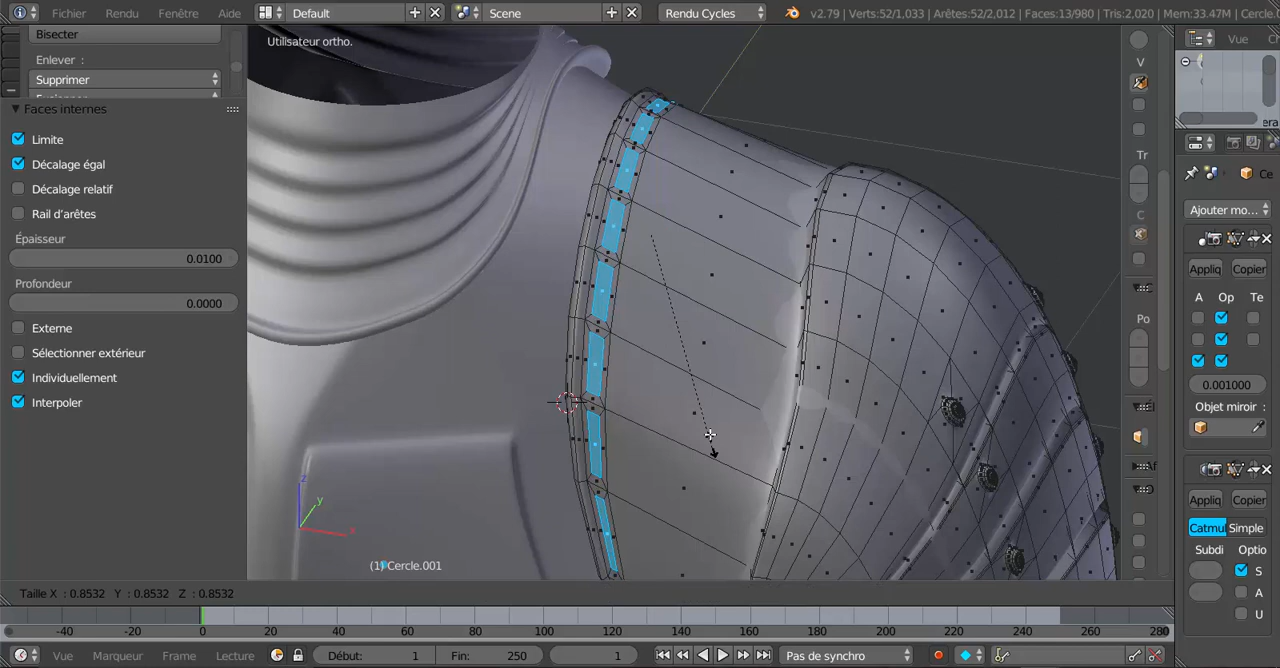 Fichier Rendu Fenêtre Aide Default Scene Rendu Cycles v2.79 | Verts:52/1,033 | Arêtes:52/2,012 | Faces:13/980 | Tris:2,020 | Mem:33.47M | Cercle.0
Bisecter
Utilisateur ortho.
Vue
Enlever :
Supprimer
Faces internes
Limite
Décalage égal
Décalage relatif
Rail d'arêtes
Épaisseur
0.0100
Profondeur
0.0000
Externe
Sélectionner extérieur
Individuellement
Interpoler
z
y
x
(1) Cercle.001
V
Tr
C
Po
era
Ce
Ajouter mo...
Appliq Copier
A Op Te
0.001000
Objet miroir :
Appliq Copier
Catmu Simple
Subdi Optio
S
A
U
Taille X : 0.8532 Y : 0.8532 Z : 0.8532
-40 -20 0 20 40 60 80 100 120 140 160 180 200 220 240 260 280
Vue Marqueur Frame Lecture Début: 1 Fin: 250 1 Pas de synchro